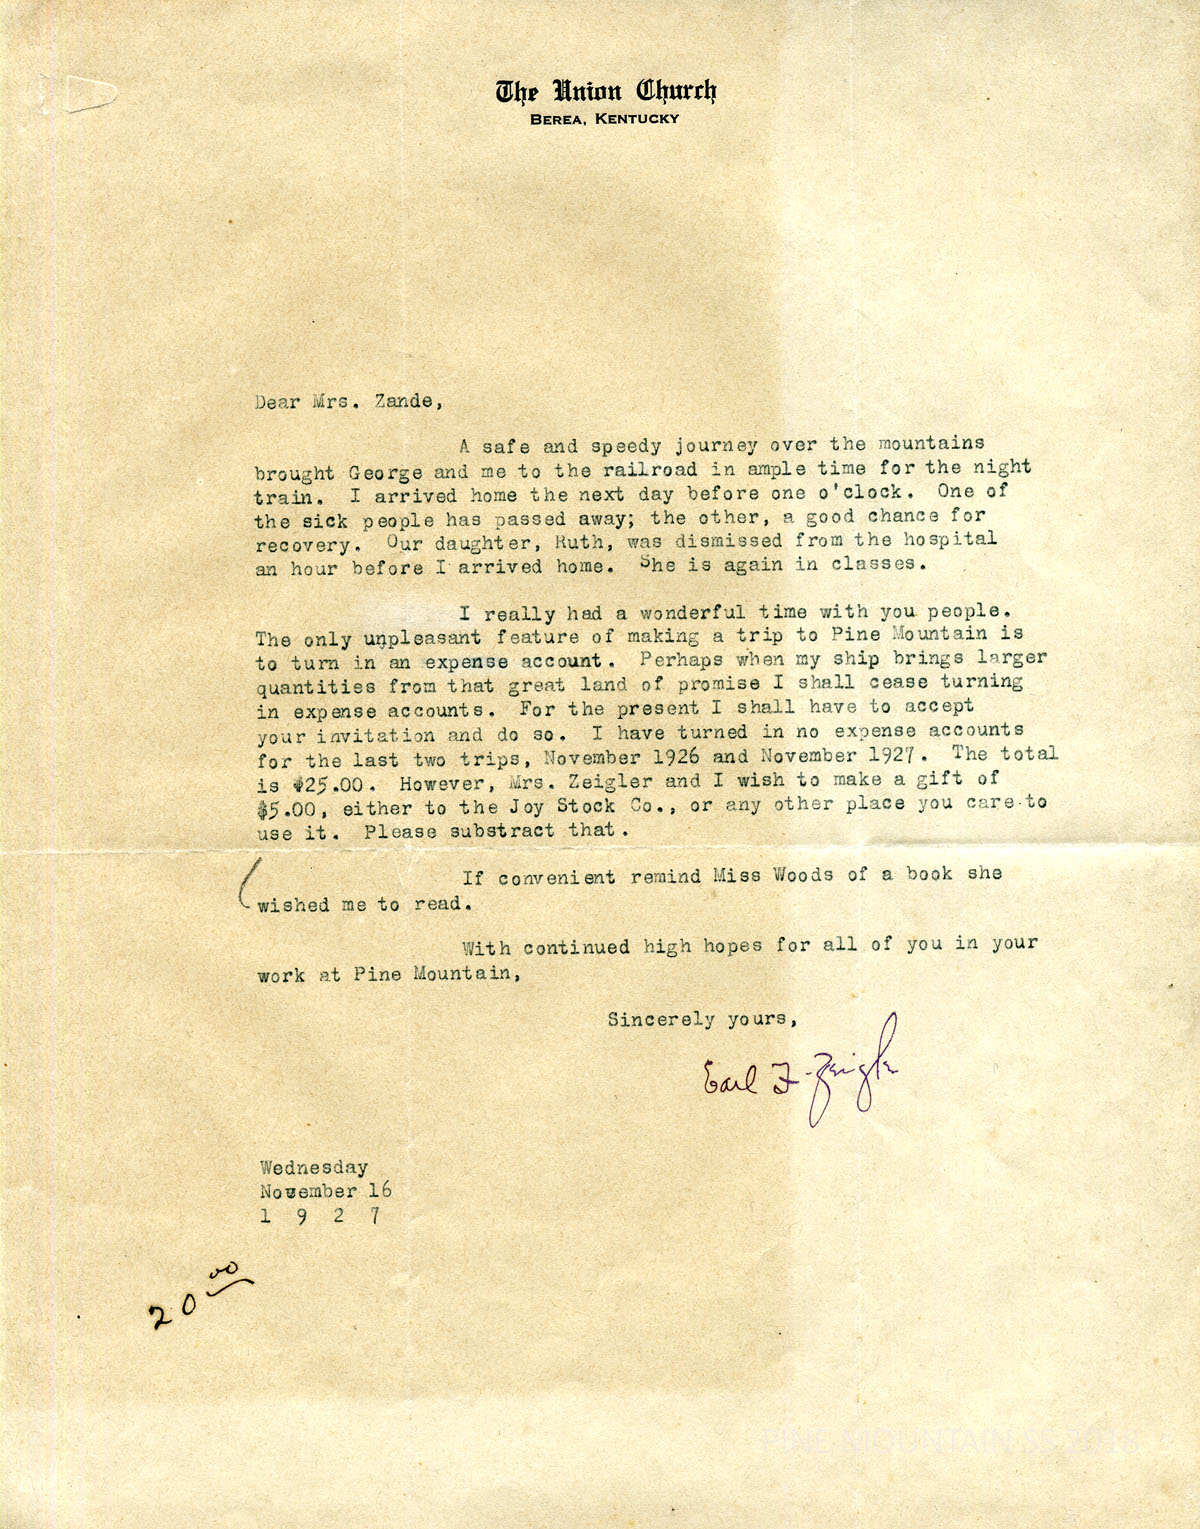 The Union Church
BEREA, KENTUCKY
Dear Mrs. Zande,
A safe and speedy journey over the mountains
brought George and me to the railroad in ample time for the night
train. I arrived home the next day before one o'clock. One of
the sick people has passed away; the other, a good chance for
recovery. Our daughter, Ruth, was dismissed from the hospital
an hour before I arrived home. She is again in classes.
I really had a wonderful time with you people.
The only unpleasant feature of making a trip to Pine Mountain is
to turn in an expense account. Perhaps when my ship brings larger
quantities from that great land of promise I shall cease turning
in expense accounts. For the present I shall have to accept
your invitation and do so. I have turned in no expense accounts
for the last two trips, November 1926 and November 1927. The total
is $25.00. However, Mrs. Zeigler and I wish to make a gift of
$5.00, either to the Joy Stock Co., or any other place you care to
use it. Please substract that.
If convenient remind Miss Woods of a book she
wished me to read.
With continued high hopes for all of you in your
work at Pine Mountain,
Sincerely yours,
Earl F. Zeigler
Wednesday
November 16
1 9 2 7
20.00
PINE MOUNTAIN SS